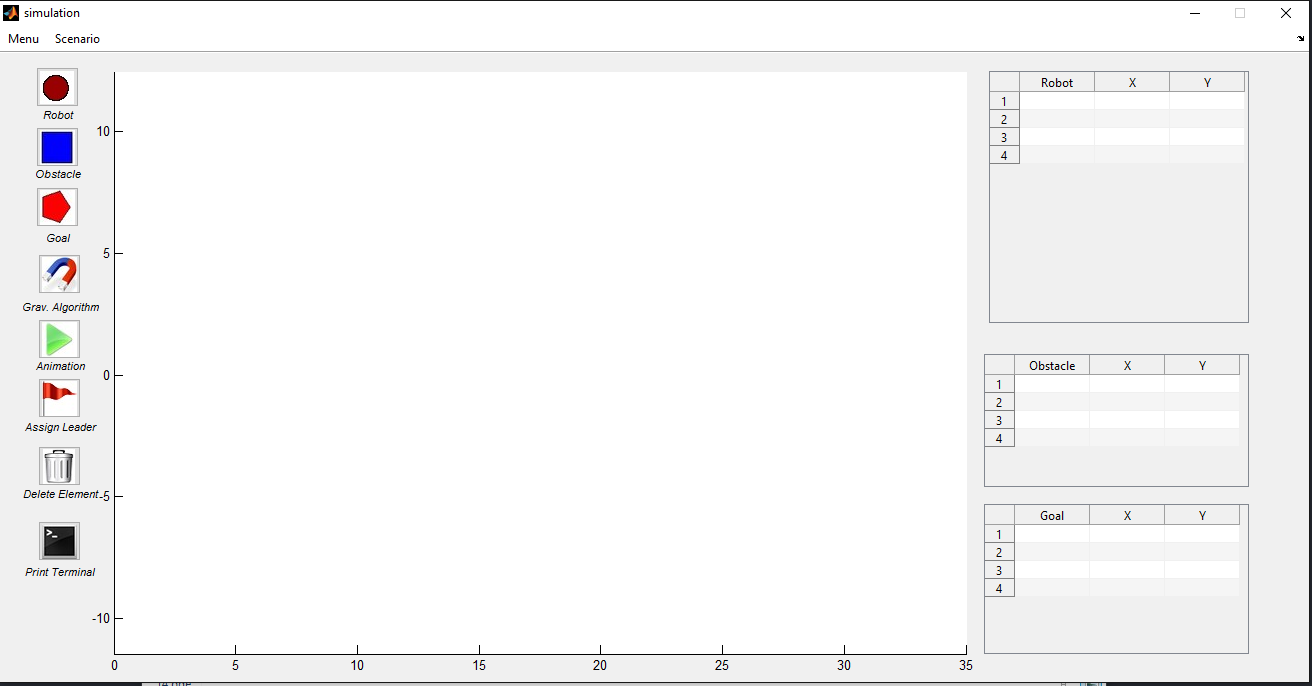 simulation
Menu Scenario
Robot
Obstacle
Goal
Grav. Algorithm
Animation
Assign Leader
Delete Element
>_
Print Terminal
10
5
0
-5
-10
0 5 10 15 20 25 30 35
Robot X Y
1
2
3
4
Obstacle X Y
1
2
3
4
Goal X Y
1
2
3
4